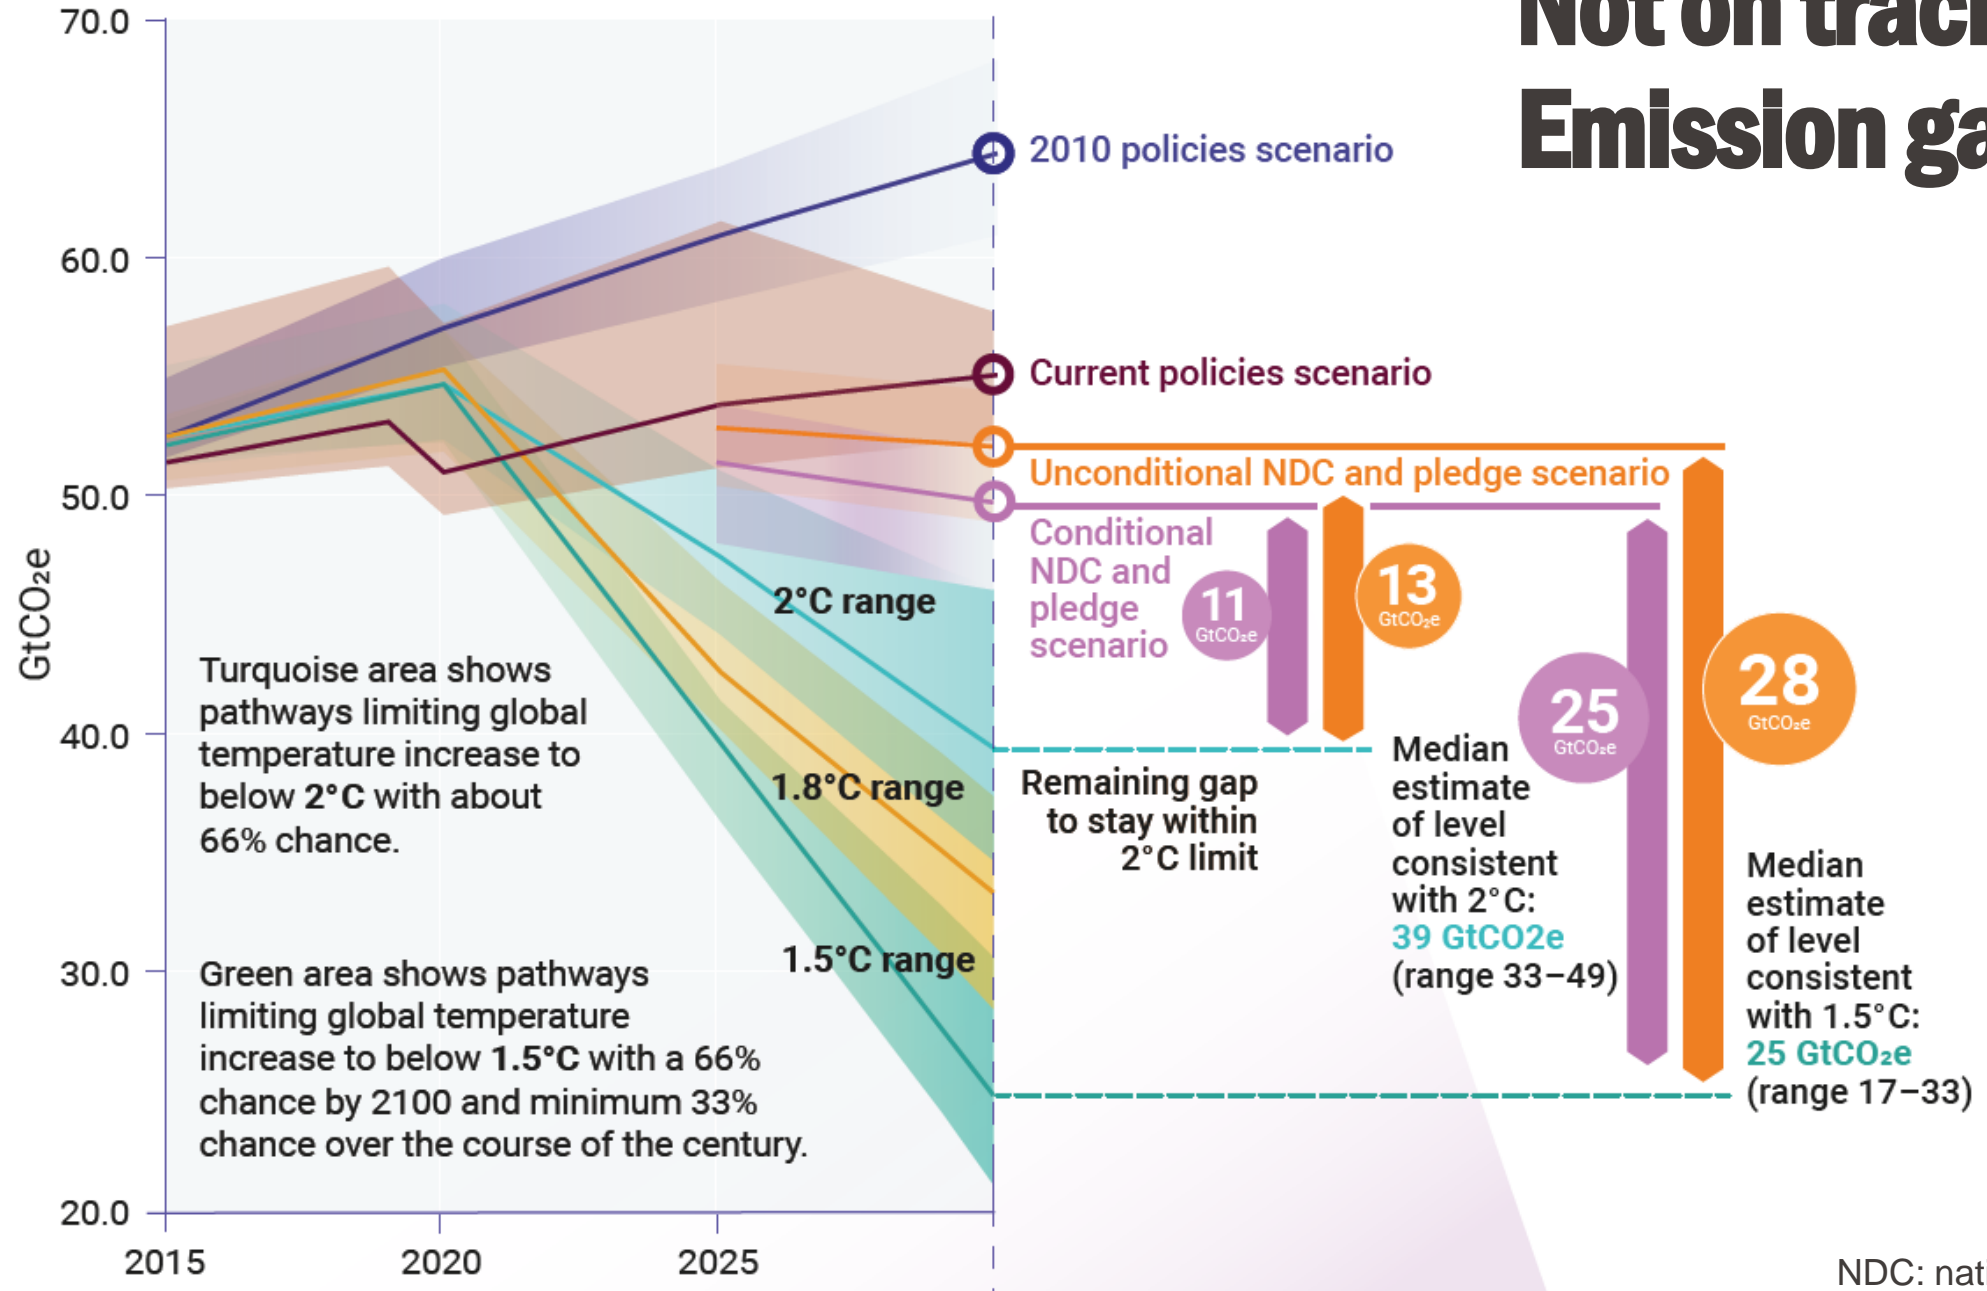 Not on track
Emission ga
70.0
60.0
50.0
40.0
30.0
20.0
GtCO₂e
2015
2020
2025
2010 policies scenario
Current policies scenario
Unconditional NDC and pledge scenario
Conditional
NDC and
pledge
scenario
11
GtCO₂e
13
GtCO₂e
25
GtCO₂e
28
GtCO₂e
2°C range
1.8°C range
1.5°C range
Turquoise area shows
pathways limiting global
temperature increase to
below 2°C with about
66% chance.
Green area shows pathways
limiting global temperature
increase to below 1.5°C with a 66%
chance by 2100 and minimum 33%
chance over the course of the century.
Remaining gap
to stay within
2°C limit
Median
estimate
of level
consistent
with 2°C:
39 GtCO2e
(range 33–49)
Median
estimate
of level
consistent
with 1.5°C:
25 GtCO₂e
(range 17–33)
NDC: nati